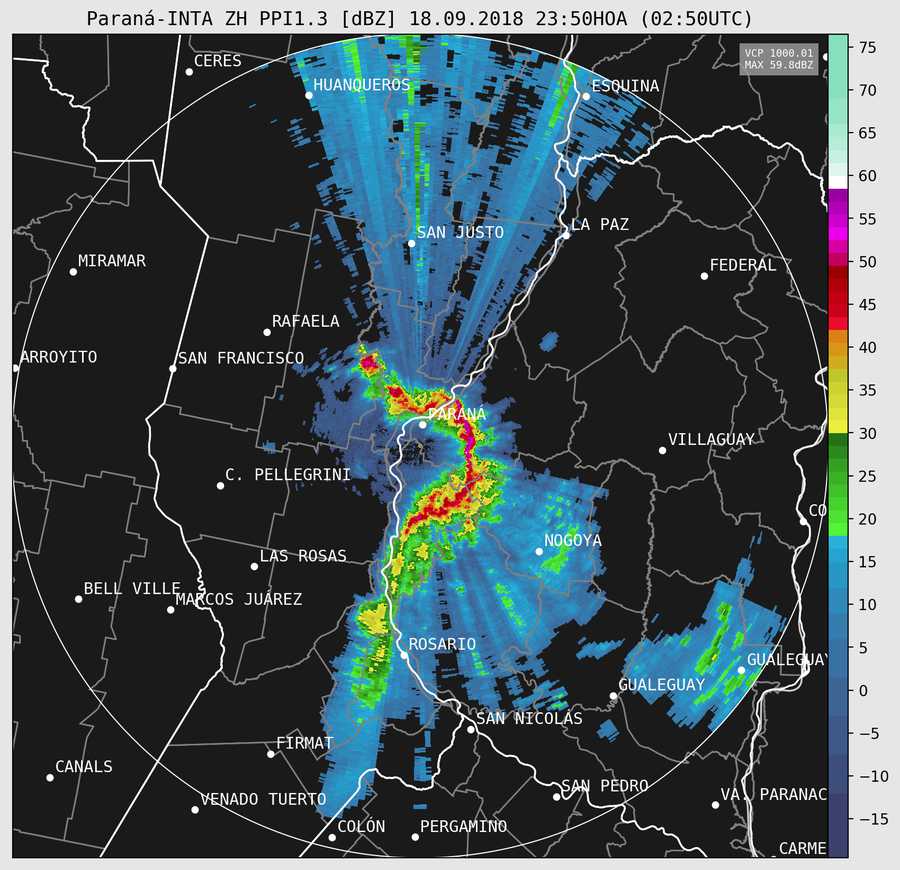 Paraná-INTA ZH PPI1.3 [dBZ] 18.09.2018 23:50HOA (02:50UTC)
VCP 1000.01
MAX 59.8dBZ
75
70
65
60
55
50
45
40
35
30
25
20
15
10
5
0
−5
−10
−15
CERES
HUANQUEROS
ESQUINA
SAN JUSTO
LA PAZ
MIRAMAR
FEDERAL
RAFAELA
ARROYITO
SAN FRANCISCO
PARANA
VILLAGUAY
C. PELLEGRINI
CO
NOGOYA
LAS ROSAS
BELL VILLE
MARCOS JUÁREZ
ROSARIO
GUALEGUAY
GUALEGUAY
SAN NICOLÁS
FIRMAT
CANALS
VENADO TUERTO
SAN PEDRO
VA. PARANAC
COLÓN
PERGAMINO
CARME